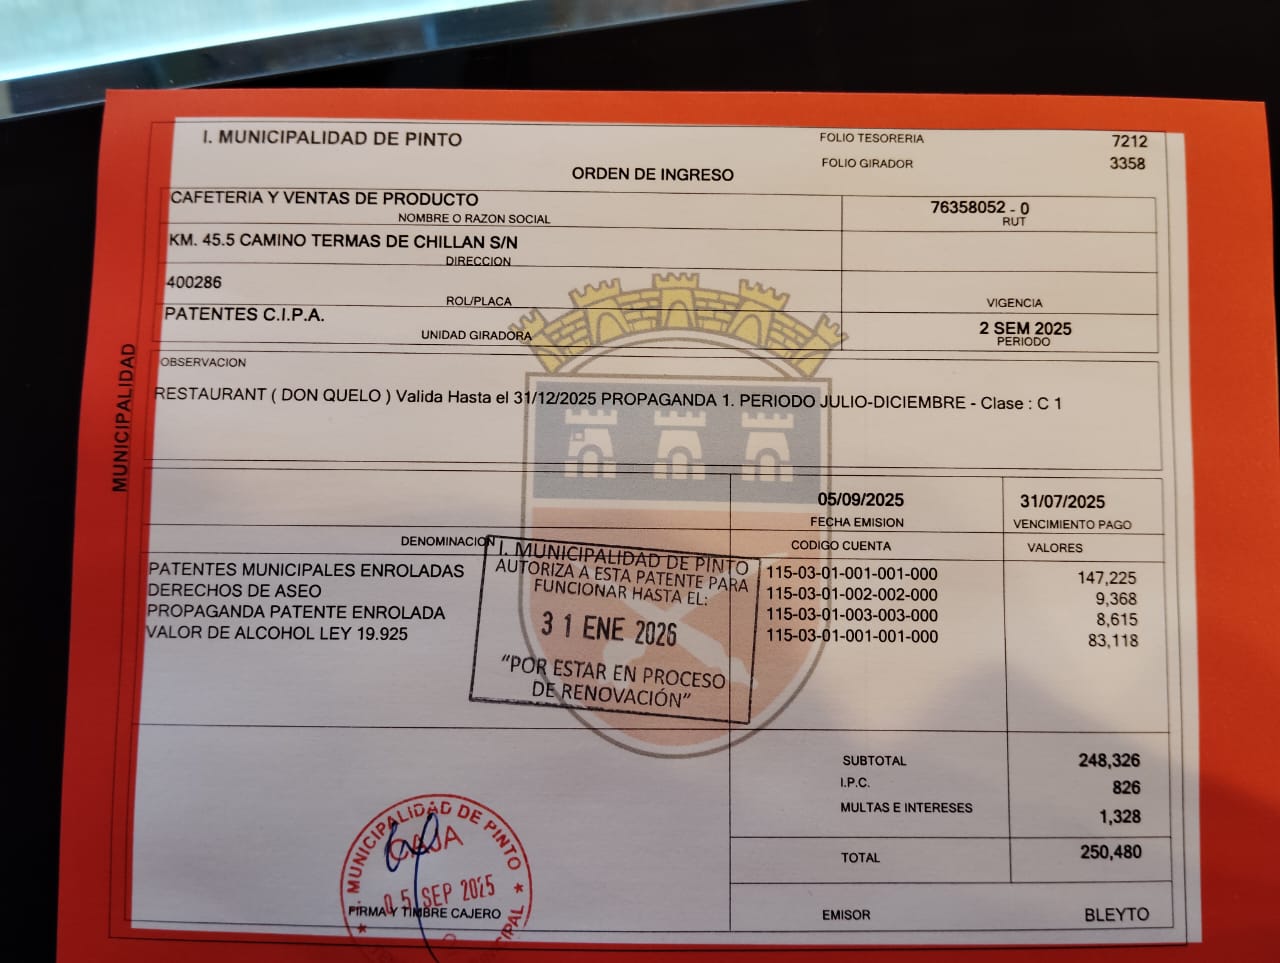 I. MUNICIPALIDAD DE PINTO
FOLIO TESORERIA 7212
FOLIO GIRADOR 3358
ORDEN DE INGRESO
CAFETERIA Y VENTAS DE PRODUCTO
NOMBRE O RAZON SOCIAL
76358052 - 0
RUT
KM. 45.5 CAMINO TERMAS DE CHILLAN S/N
DIRECCION
400286
ROL/PLACA
VIGENCIA
PATENTES C.I.P.A.
UNIDAD GIRADORA
2 SEM 2025
PERIODO
MUNICIPALIDAD
OBSERVACION
RESTAURANT ( DON QUELO ) Valida Hasta el 31/12/2025 PROPAGANDA 1. PERIODO JULIO-DICIEMBRE - Clase : C 1
05/09/2025 31/07/2025
FECHA EMISION VENCIMIENTO PAGO
DENOMINACION CODIGO CUENTA VALORES
PATENTES MUNICIPALES ENROLADAS 115-03-01-001-001-000 147,225
DERECHOS DE ASEO 115-03-01-002-002-000 9,368
PROPAGANDA PATENTE ENROLADA 115-03-01-003-003-000 8,615
VALOR DE ALCOHOL LEY 19.925 115-03-01-001-001-000 83,118
I. MUNICIPALIDAD DE PINTO
AUTORIZA A ESTA PATENTE PARA
FUNCIONAR HASTA EL:
31 ENE 2026
"POR ESTAR EN PROCESO
DE RENOVACIÓN"
SUBTOTAL 248,326
I.P.C. 826
MULTAS E INTERESES 1,328
TOTAL 250,480
EMISOR BLEYTO
I. MUNICIPALIDAD DE PINTO
CAJA
05 SEP 2025
FIRMA Y TIMBRE CAJERO